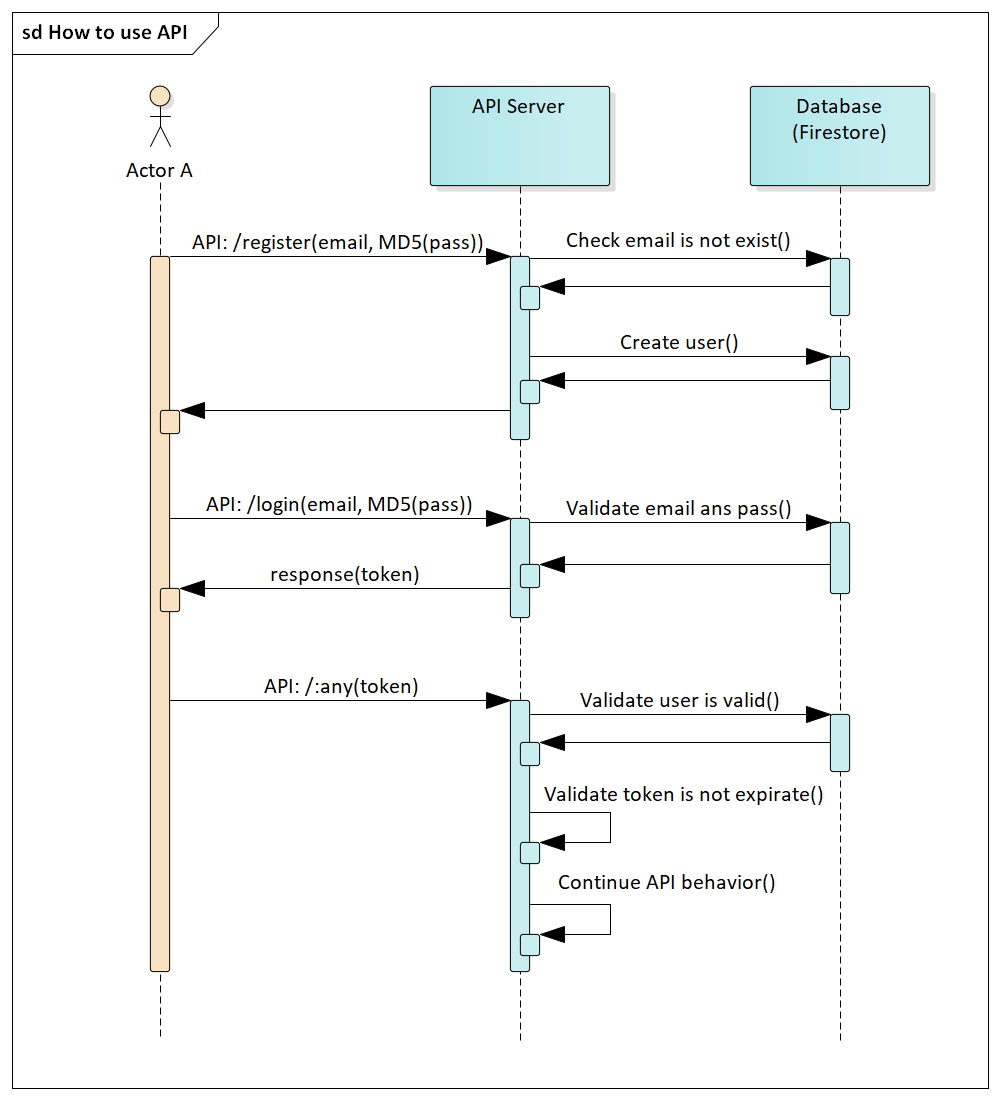 sd How to use API
Actor A
API Server
Database
(Firestore)
API: /register(email, MD5(pass))
Check email is not exist()
Create user()
API: /login(email, MD5(pass))
Validate email ans pass()
response(token)
API: /:any(token)
Validate user is valid()
Validate token is not expirate()
Continue API behavior()